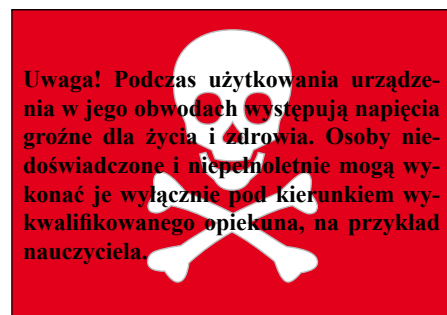 Uwaga! Podczas użytkowania urządze-
nia w jego obwodach występują napięcia
groźne dla życia i zdrowia. Osoby nie-
doświadczone i niepełnoletnie mogą wy-
konać je wyłącznie pod kierunkiem wy-
kwalifikowanego opiekuna, na przykład
nauczyciela.